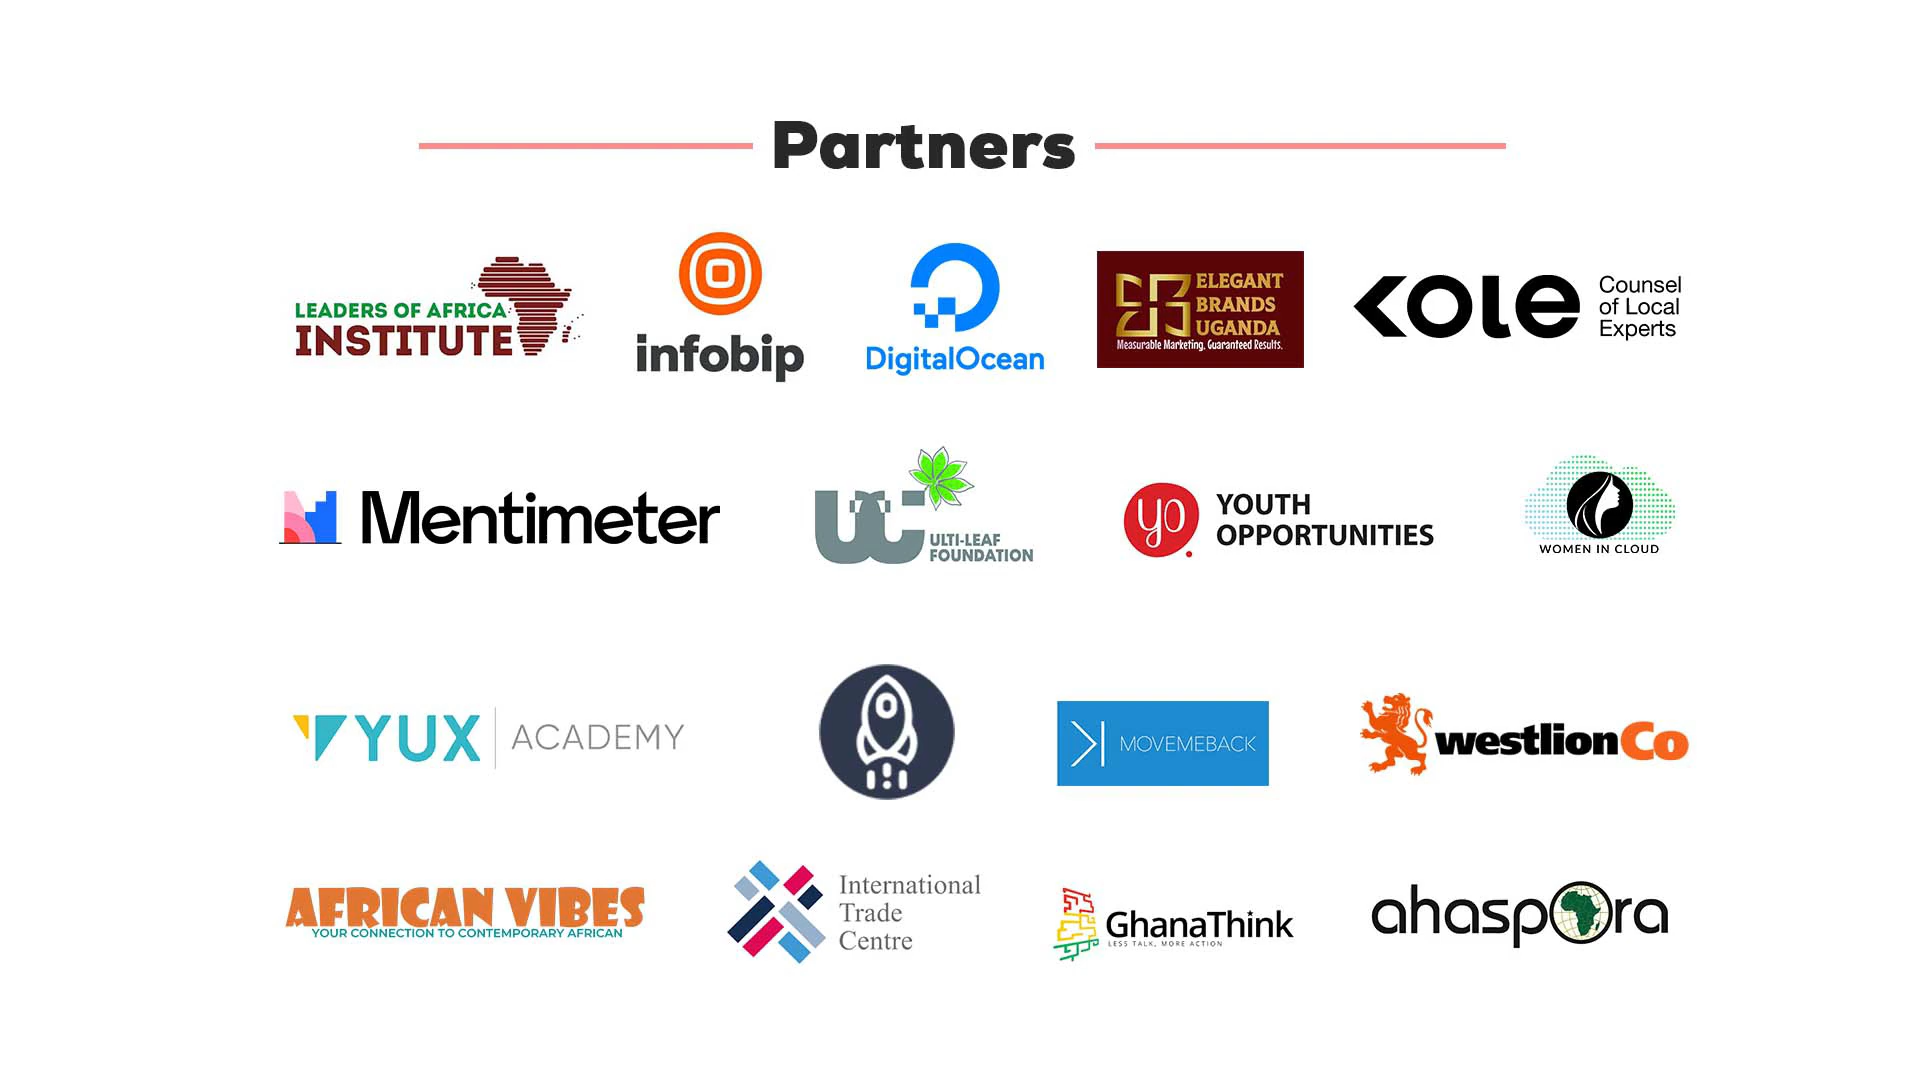 Partners
LEADERS OF AFRICA
INSTITUTE
infobip
DigitalOcean
ELEGANT
BRANDS
UGANDA
Measurable Marketing, Guaranteed Results.
kole
Counsel
of Local
Experts
Mentimeter
ULTI-LEAF
FOUNDATION
yo
YOUTH
OPPORTUNITIES
WOMEN IN CLOUD
YUX ACADEMY
MOVEMEBACK
westlionCo
AFRICAN VIBES
YOUR CONNECTION TO CONTEMPORARY AFRICAN
International
Trade
Centre
GhanaThink
LESS TALK, MORE ACTION
ahaspora